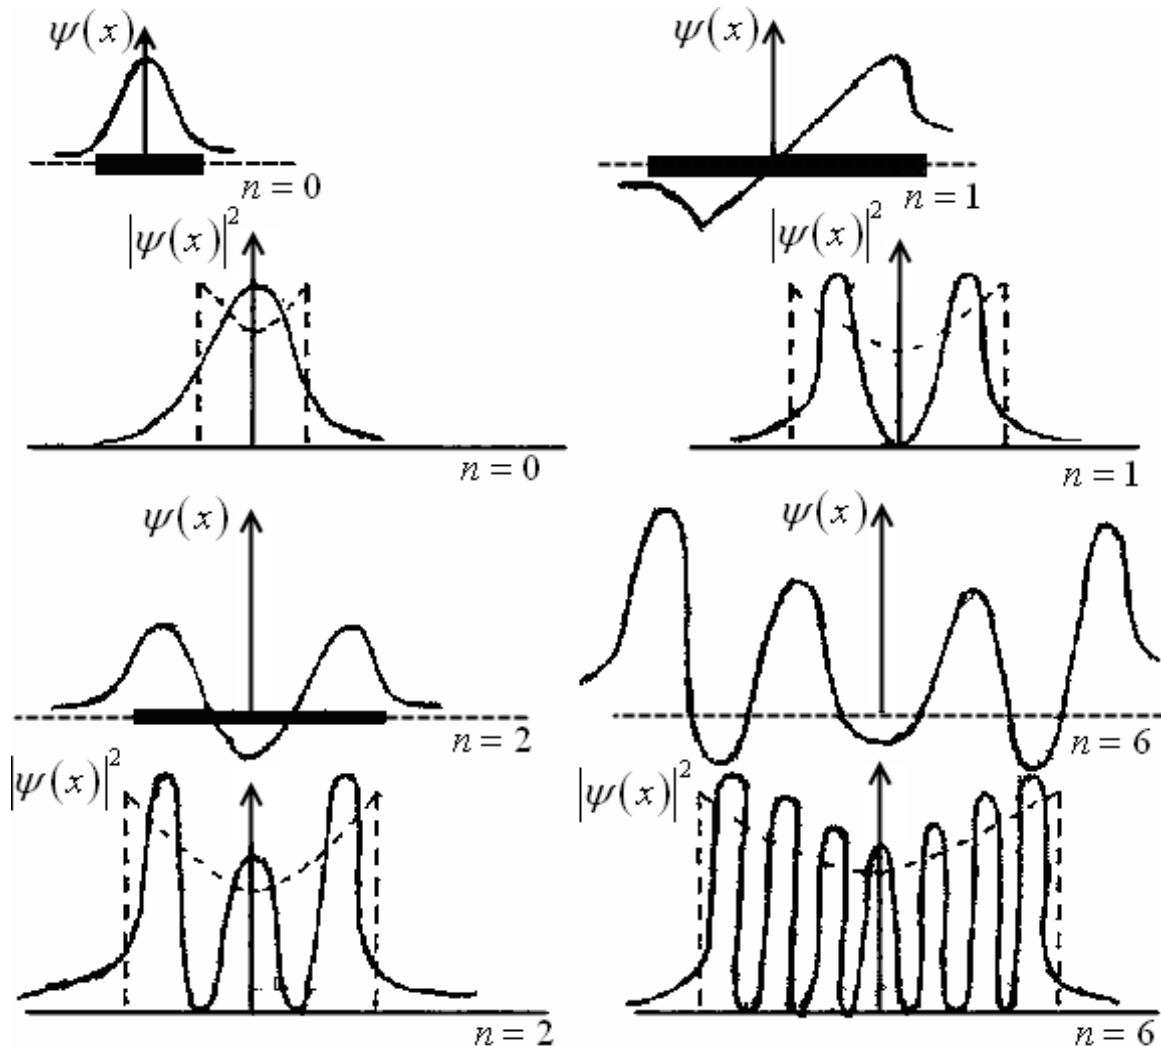 ψ(x)
ψ(x)
n = 0
n = 1
|ψ(x)|²
|ψ(x)|²
n = 0
n = 1
ψ(x)
ψ(x)
n = 2
n = 6
|ψ(x)|²
|ψ(x)|²
n = 2
n = 6